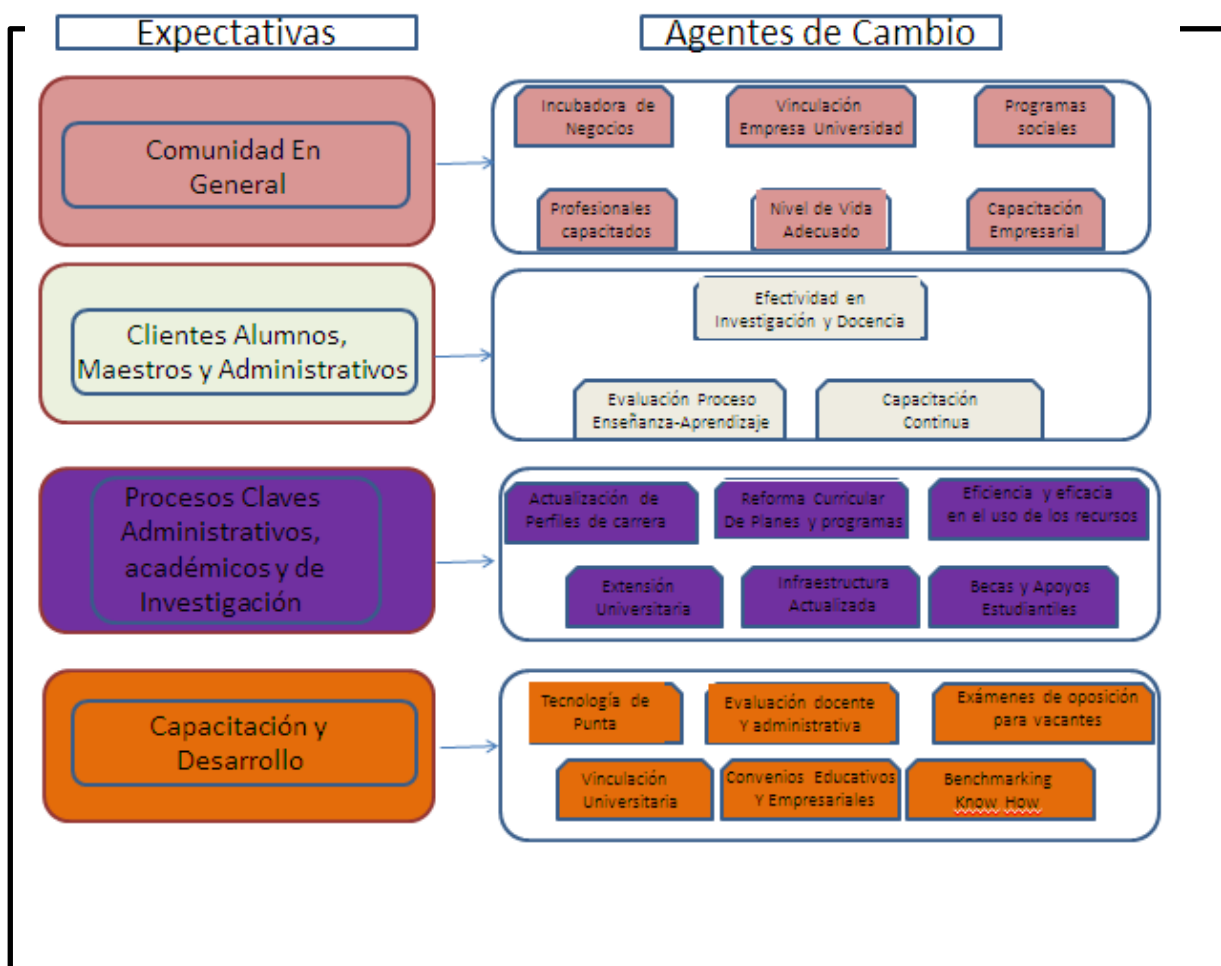 Expectativas
Agentes de Cambio
Comunidad En
General
Incubadora de
Negocios
Vinculación
Empresa Universidad
Programas
sociales
Profesionales
capacitados
Nivel de Vida
Adecuado
Capacitación
Empresarial
Clientes Alumnos,
Maestros y Administrativos
Efectividad en
Investigación y Docencia
Evaluación Proceso
Enseñanza-Aprendizaje
Capacitación
Continua
Procesos Claves
Administrativos,
académicos y de
Investigación
Actualización de
Perfiles de carrera
Reforma Curricular
De Planes y programas
Eficiencia y eficacia
en el uso de los recursos
Extensión
Universitaria
Infraestructura
Actualizada
Becas y Apoyos
Estudiantiles
Capacitación y
Desarrollo
Tecnología de
Punta
Evaluación docente
Y administrativa
Exámenes de oposición
para vacantes
Vinculación
Universitaria
Convenios Educativos
Y Empresariales
Benchmarking
Know How